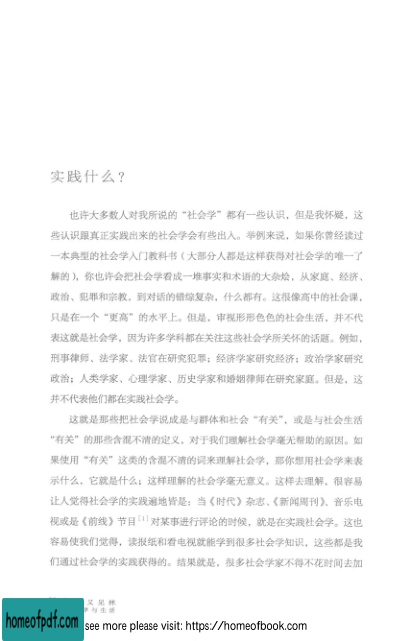 实践什么?
也许大多数人对我所说的“社会学”都有一些认识，但是我怀疑，这
些认识跟真正实践出来的社会学会有些出入。举例来说，如果你曾经读过
一本典型的社会学入门教科书（大部分人都是这样获得对社会学的唯一了
解的），你也许会把社会学看成一堆事实和术语的大杂烩，从家庭、经济、
政治、犯罪和宗教，到对话的错综复杂，什么都有。这很像高中的社会课，
只是在一个“更高”的水平上。但是，审视形形色色的社会生活，并不代
表这就是社会学，因为许多学科都在关注这些社会学所关怀的话题。例如，
刑事律师、法学家、法官在研究犯罪；经济学家研究经济；政治学家研究
政治；人类学家、心理学家、历史学家和婚姻律师在研究家庭。但是，这
并不代表他们都在实践社会学。
这就是那些把社会学说成是与群体和社会“有关”，或是与社会生活
“有关”的那些含混不清的定义，对于我们理解社会学毫无帮助的原因。如
果使用“有关”这类的含混不清的词来理解社会学，那你想用社会学来表
示什么，它就是什么；这样理解的社会学毫无意义。这样去理解，很容易
让人觉得社会学的实践遍地皆是：当《时代》杂志、《新闻周刊》、音乐电
视或是《前线》节目[1]对某事进行评论的时候，就是在实践社会学。这也
容易使我们觉得，读报纸和看电视就能学到很多社会学知识，这些都是我
们通过社会学的实践获得的。结果就是，很多社会学家不得不花时间去加
与生活
homeofpdf.com
see more please visit: https://homeofbook.com